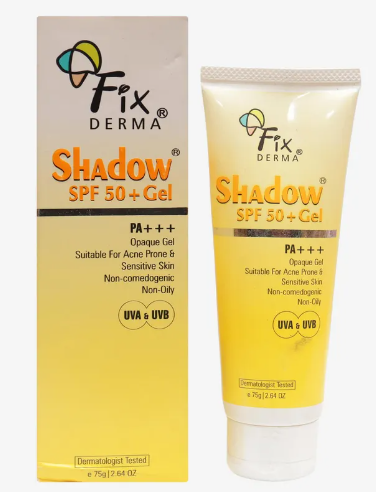 Fix®
DERMA
SHADOW®
SPF 50+Gel
PA+++
Opaque Gel
Suitable For Acne Prone &
Sensitive Skin
Non-comedogenic
Non-Oily
UVA & UVB
Dermatologist Tested
e 75g|2.64 OZ
Fix®
DERMA
SHADOW®
SPF 50+Gel
PA+++
Opaque Gel
Suitable For Acne Prone &
Sensitive Skin
Non-comedogenic
Non-Oily
UVA & UVB
Dermatologist Tested
e 75g|2.64 OZ